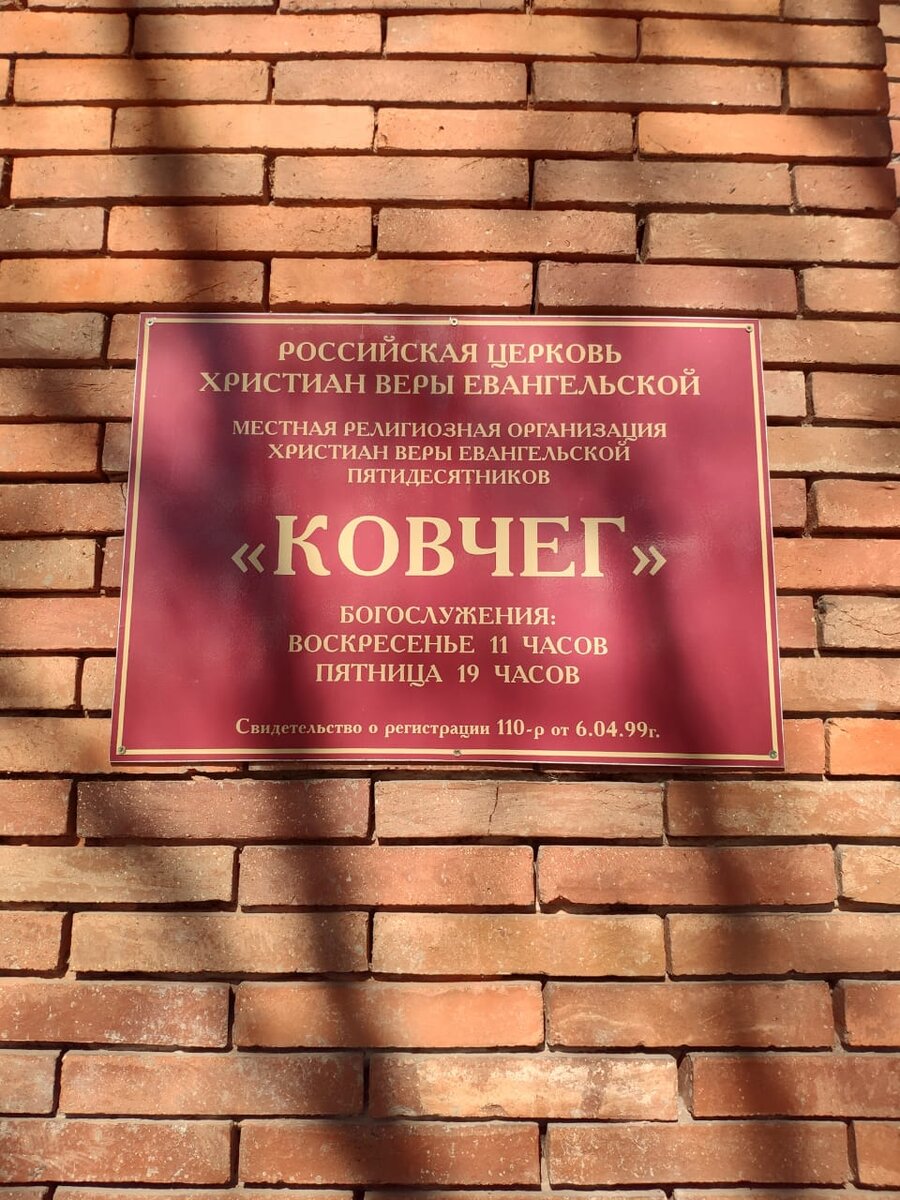 РОССИЙСКАЯ ЦЕРКОВЬ
ХРИСТИАН ВЕРЫ ЕВАНГЕЛЬСКОЙ
МЕСТНАЯ РЕЛИГИОЗНАЯ ОРГАНИЗАЦИЯ
ХРИСТИАН ВЕРЫ ЕВАНГЕЛЬСКОЙ
ПЯТИДЕСЯТНИКОВ
«КОВЧЕГ»
БОГОСЛУЖЕНИЯ:
ВОСКРЕСЕНЬЕ 11 ЧАСОВ
ПЯТНИЦА 19 ЧАСОВ
Свидетельство о регистрации 110-р от 6.04.99г.